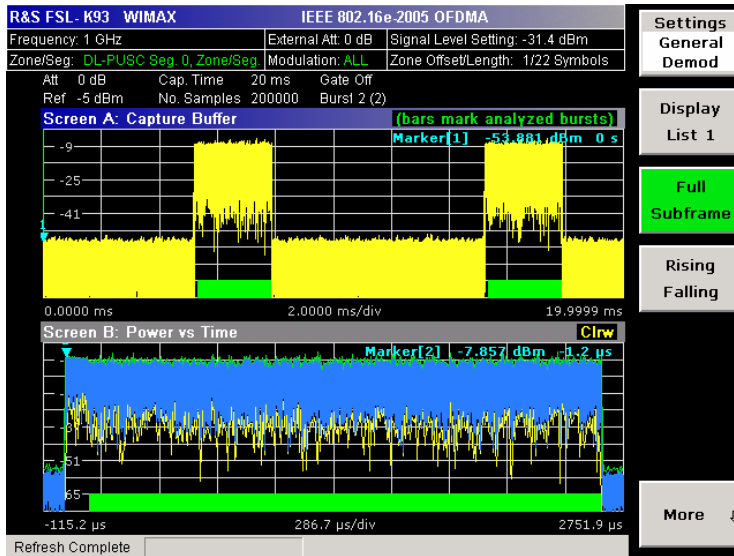 R&S FSL- K93 WIMAX IEEE 802.16e-2005 OFDMA
Frequency: 1 GHz External Att: 0 dB Signal Level Setting: -31.4 dBm
Zone/Seg: DL-PUSC Seg. 0, Zone/Seg. Modulation: ALL Zone Offset/Length: 1/22 Symbols
Att 0 dB Cap. Time 20 ms Gate Off
Ref -5 dBm No. Samples 200000 Burst 2 (2)
Screen A: Capture Buffer (bars mark analyzed bursts)
Marker[1] -53.881 dBm 0 s
-9
-25
-41
1
0.0000 ms 2.0000 ms/div 19.9999 ms
Screen B: Power vs Time Clrw
Marker[2] -7.857 dBm -1.2 µs
-51
65
-115.2 µs 286.7 µs/div 2751.9 µs
Refresh Complete
Settings
General
Demod
Display
List 1
Full
Subframe
Rising
Falling
More